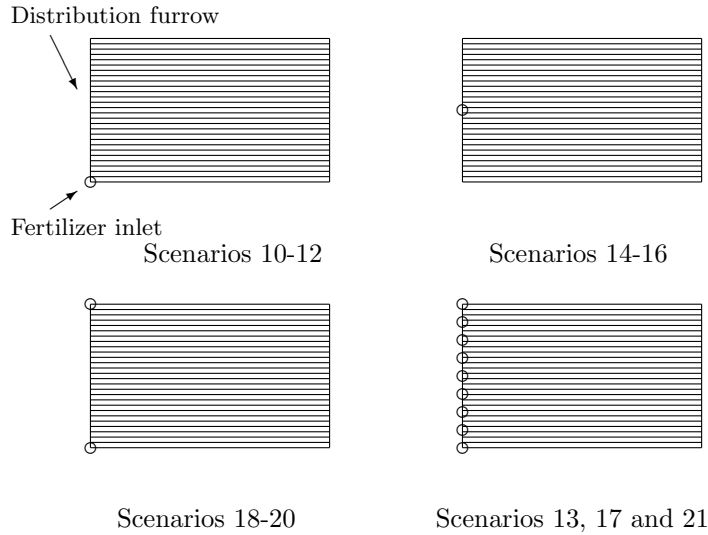 Distribution furrow
Fertilizer inlet
Scenarios 10-12
Scenarios 14-16
Scenarios 18-20
Scenarios 13, 17 and 21